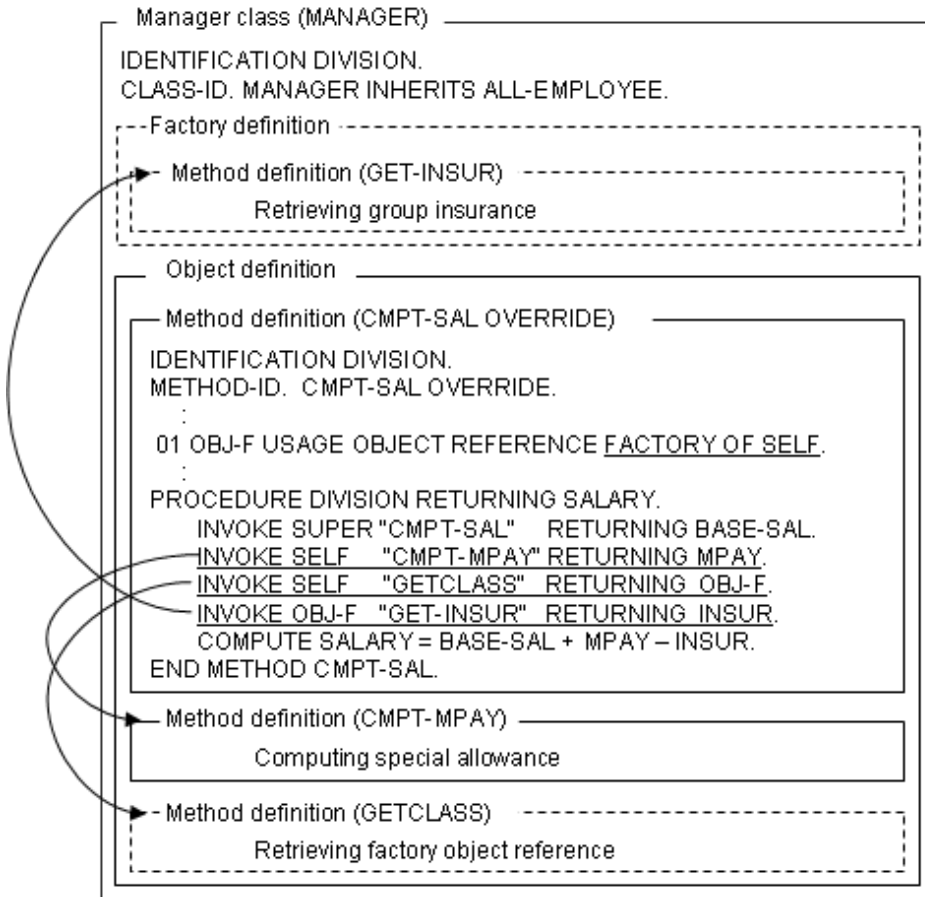 Manager class (MANAGER)
IDENTIFICATION DIVISION.
CLASS-ID. MANAGER INHERITS ALL-EMPLOYEE.
Factory definition
Method definition (GET-INSUR)
Retrieving group insurance
Object definition
Method definition (CMPT-SAL OVERRIDE)
IDENTIFICATION DIVISION.
METHOD-ID. CMPT-SAL OVERRIDE.
:
01 OBJ-F USAGE OBJECT REFERENCE FACTORY OF SELF.
:
PROCEDURE DIVISION RETURNING SALARY.
INVOKE SUPER "CMPT-SAL" RETURNING BASE-SAL.
INVOKE SELF "CMPT-MPAY" RETURNING MPAY.
INVOKE SELF "GETCLASS" RETURNING OBJ-F.
INVOKE OBJ-F "GET-INSUR" RETURNING INSUR.
COMPUTE SALARY = BASE-SAL + MPAY – INSUR.
END METHOD CMPT-SAL.
Method definition (CMPT-MPAY)
Computing special allowance
Method definition (GETCLASS)
Retrieving factory object reference